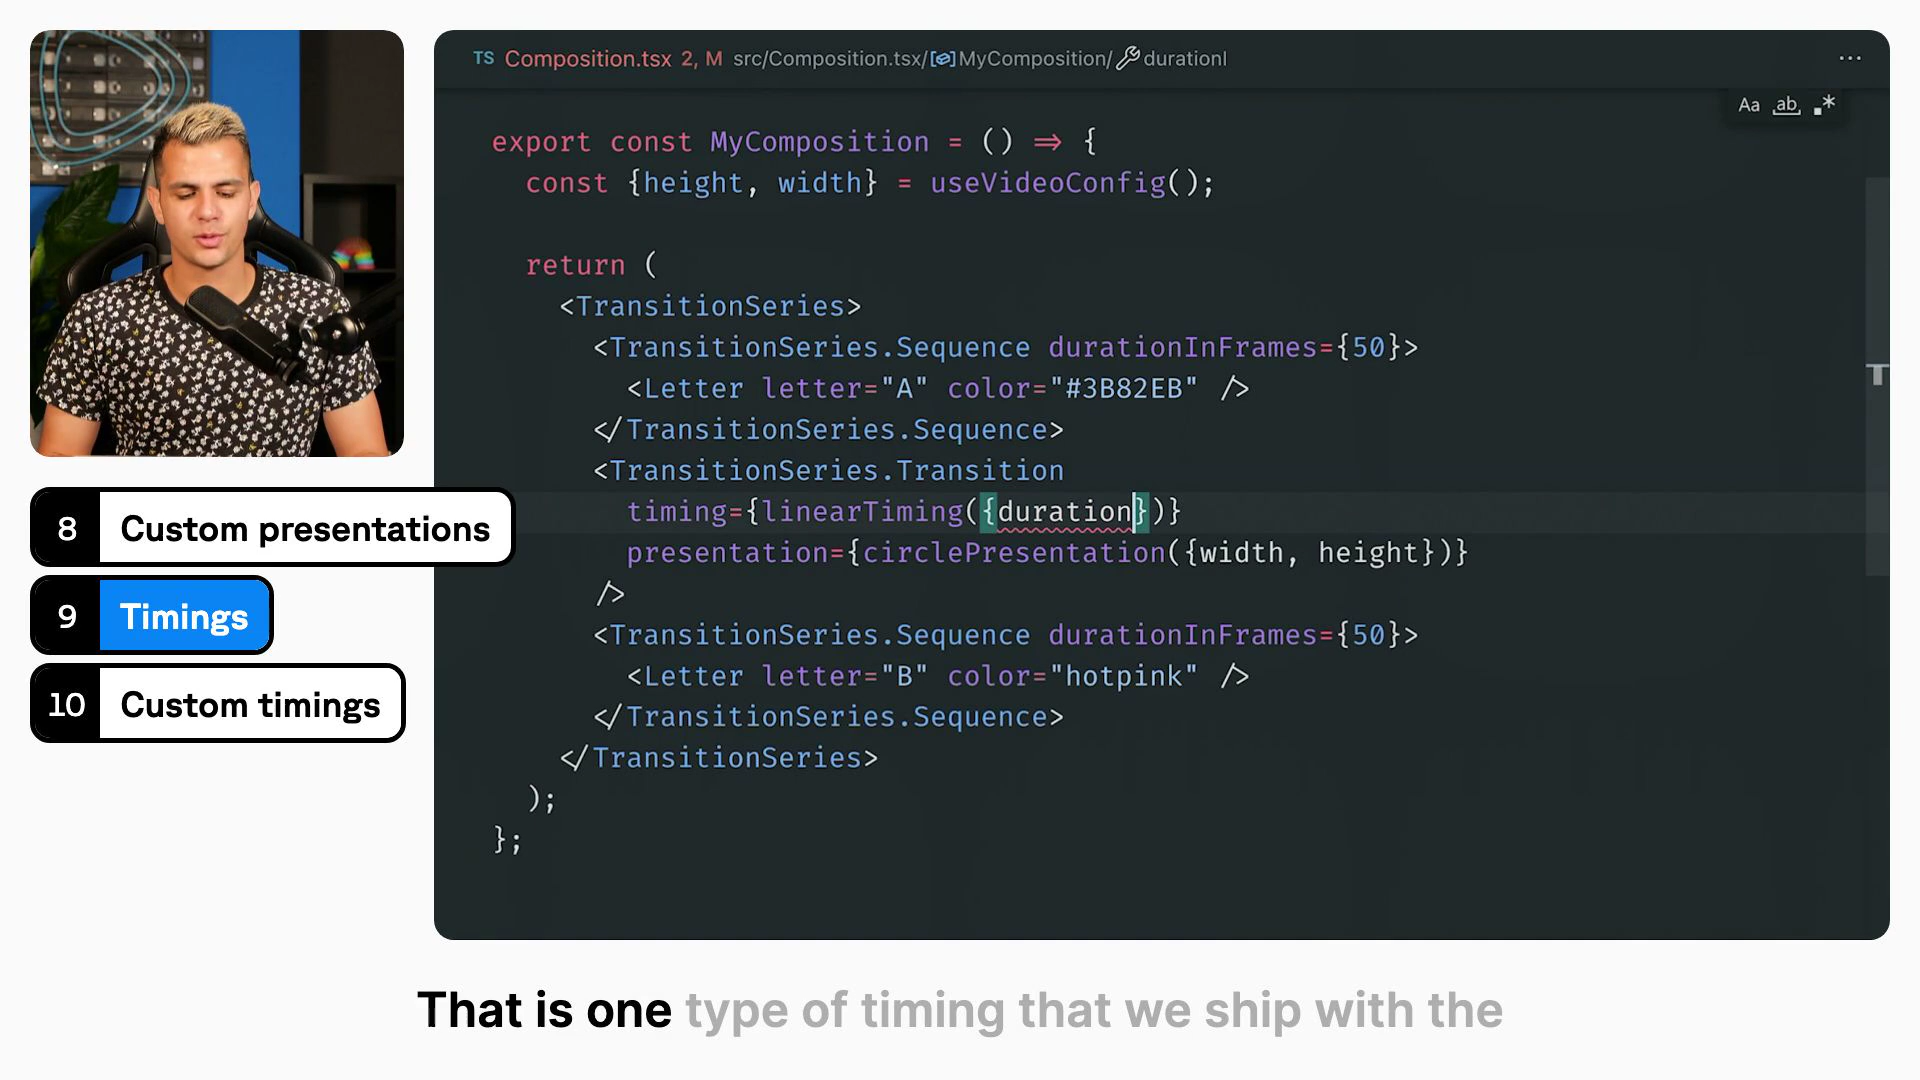 TS Composition.tsx 2, M src/Composition.tsx/MyComposition/durationI
...
Aa ab .*
export const MyComposition = () => {
const {height, width} = useVideoConfig();
return (
<TransitionSeries>
<TransitionSeries.Sequence durationInFrames={50}>
<Letter letter="A" color="#3B82EB" />
</TransitionSeries.Sequence>
<TransitionSeries.Transition
timing={linearTiming({duration})}
presentation={circlePresentation({width, height})}
/>
<TransitionSeries.Sequence durationInFrames={50}>
<Letter letter="B" color="hotpink" />
</TransitionSeries.Sequence>
</TransitionSeries>
);
};
8 Custom presentations
9 Timings
10 Custom timings
That is one type of timing that we ship with the